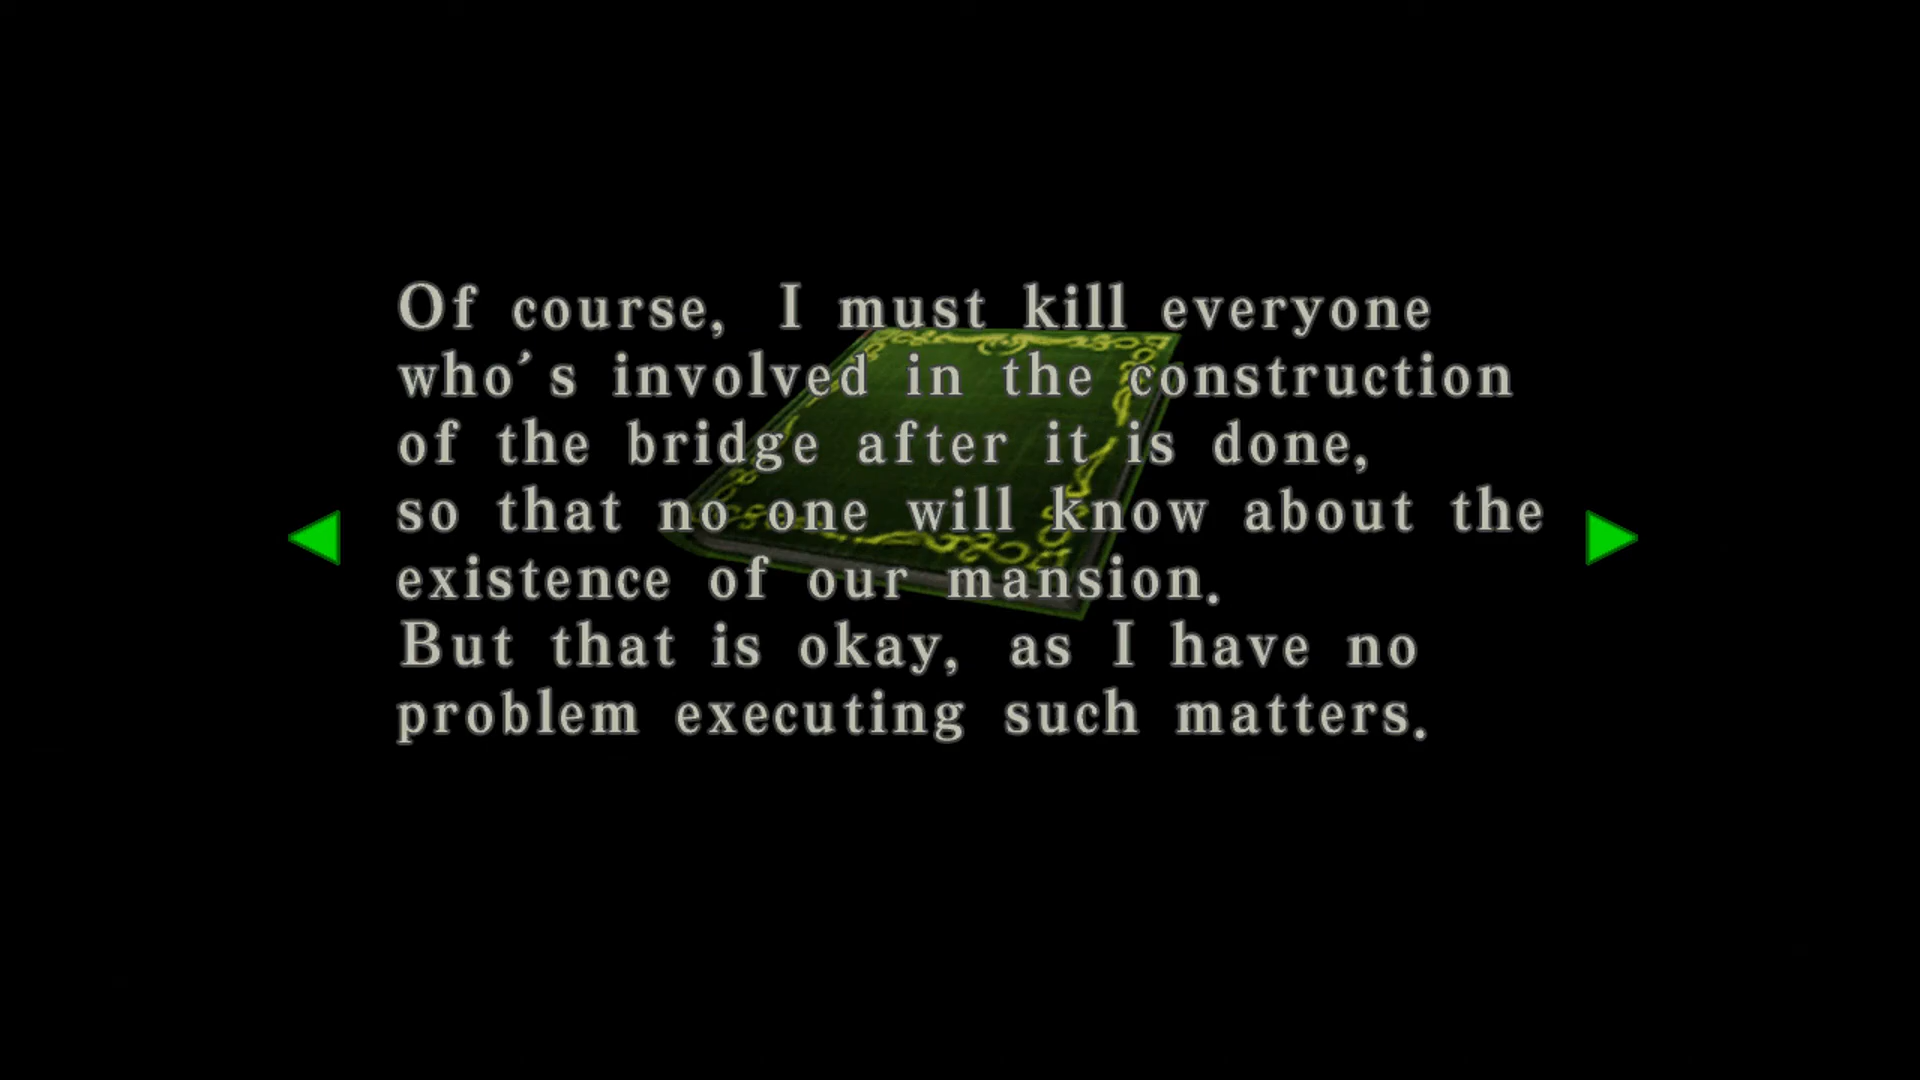 Of course, I must kill everyone
who's involved in the construction
of the bridge after it is done,
so that no one will know about the
existence of our mansion.
But that is okay, as I have no
problem executing such matters.